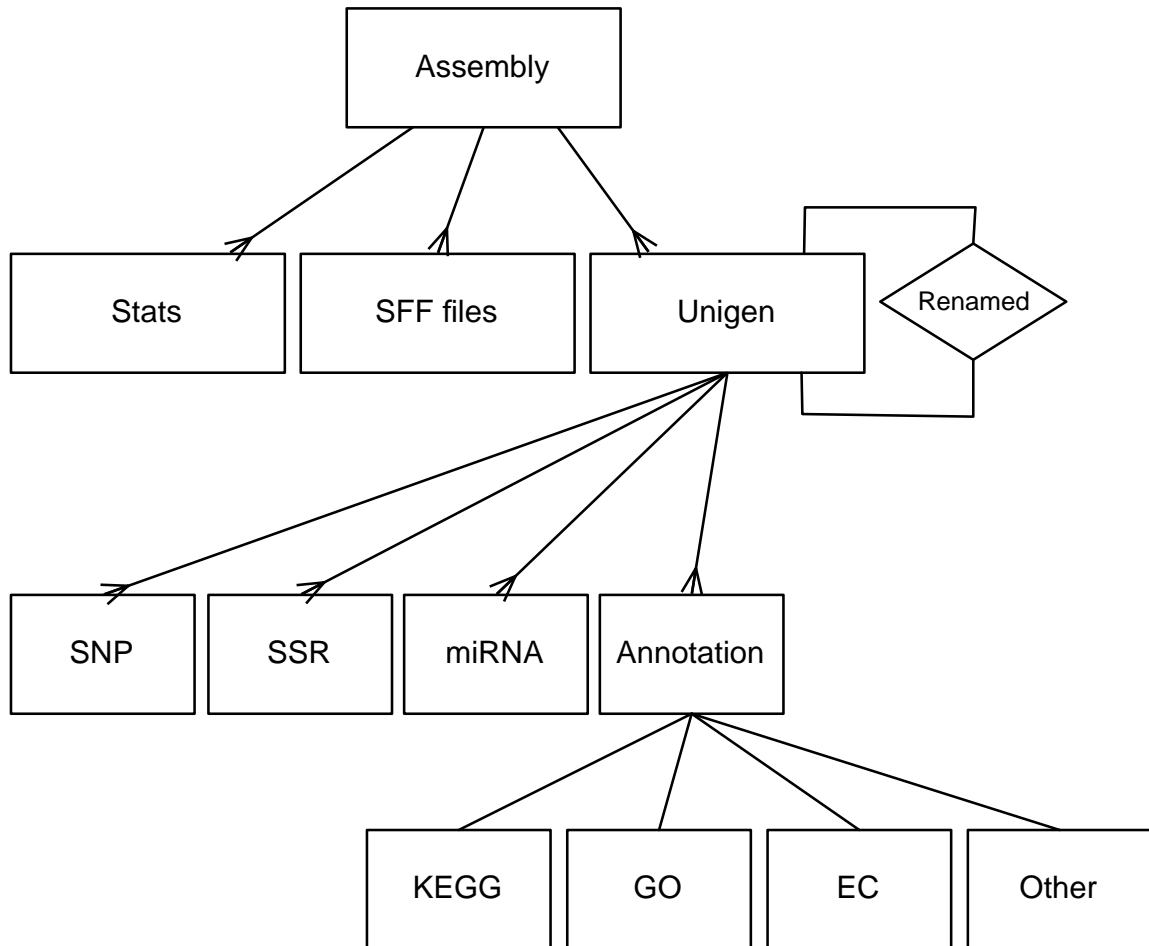 Assembly
Stats
SFF files
Unigen
Renamed
SNP
SSR
miRNA
Annotation
KEGG
GO
EC
Other